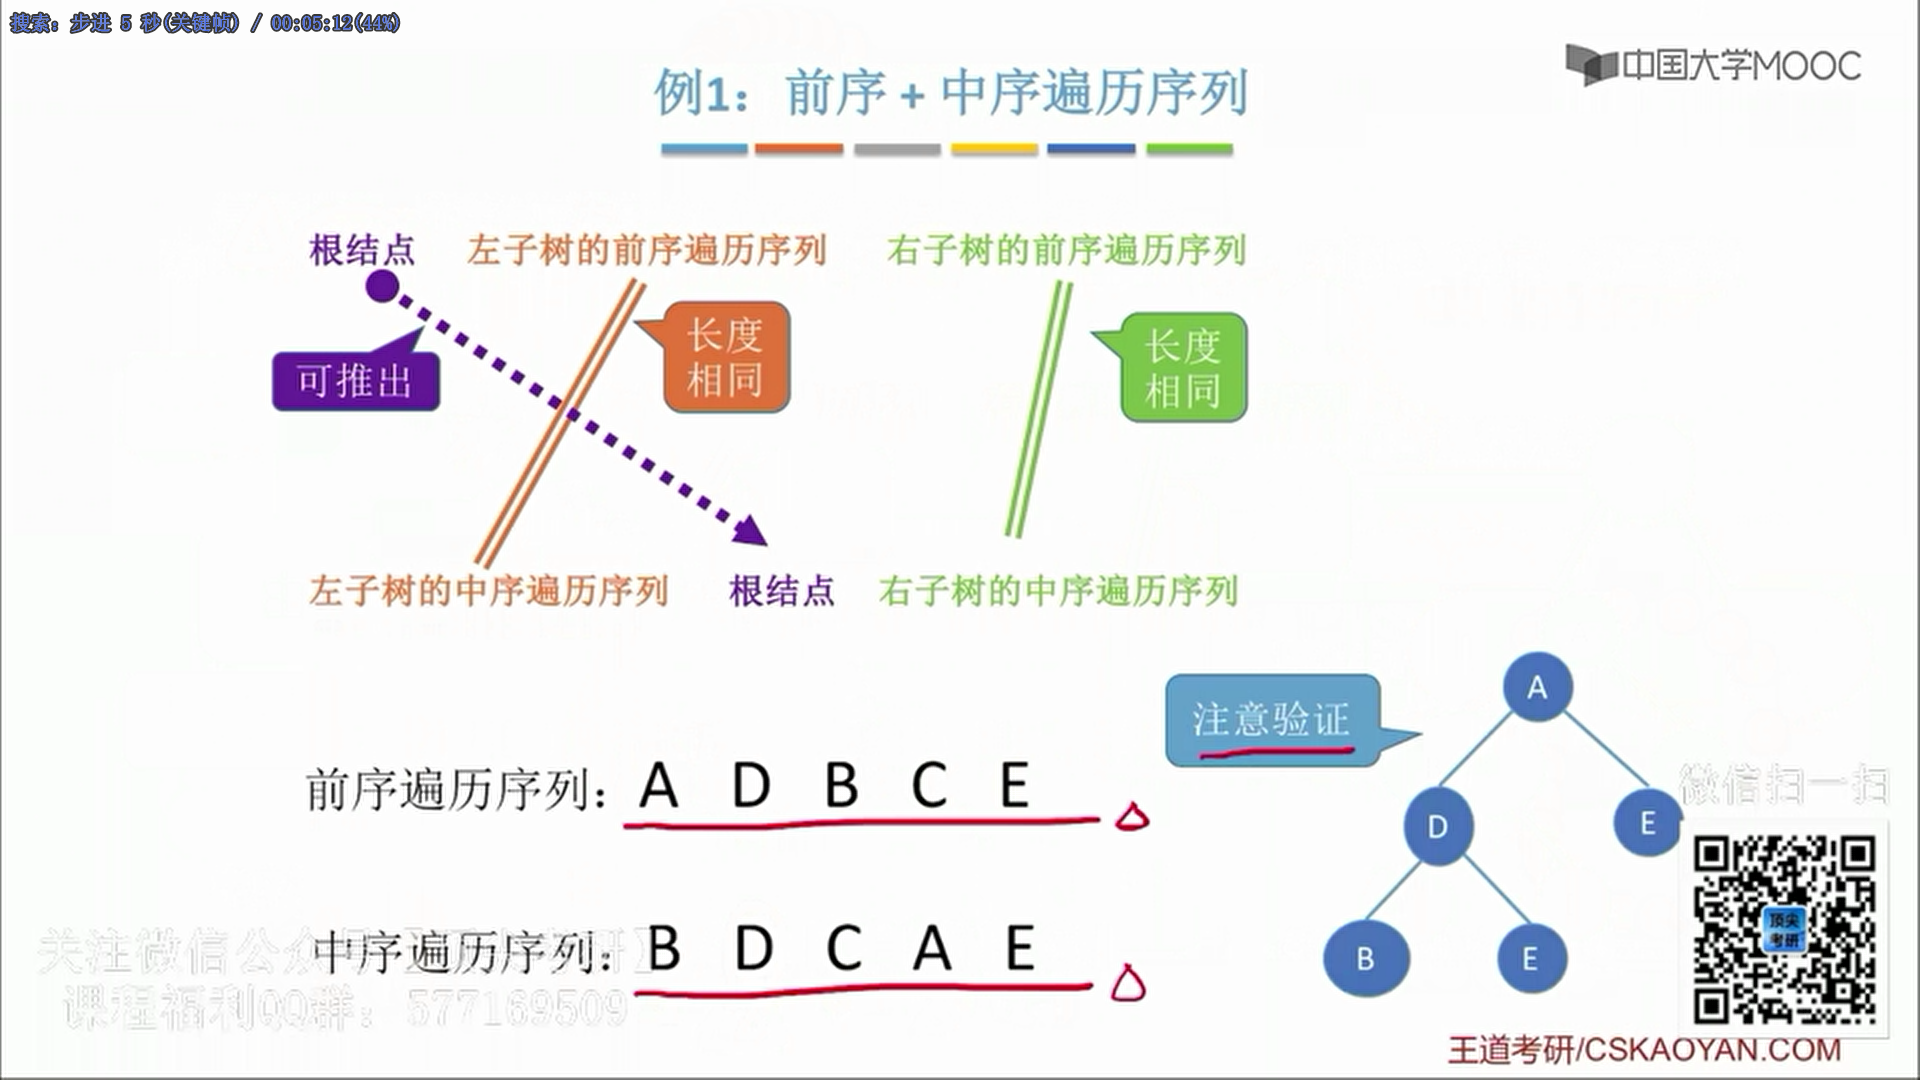 搜索: 步进 5 秒(关键帧) / 00:05:12(44%)
中国大学MOOC
例1：前序 + 中序遍历序列
根结点 左子树的前序遍历序列 右子树的前序遍历序列
可推出
长度
相同
长度
相同
左子树的中序遍历序列 根结点 右子树的中序遍历序列
注意验证
A
D
E
B
E
前序遍历序列： A D B C E
中序遍历序列： B D C A E
微信扫一扫
顶尖
考研
关注微信公众
研】
课程福利QQ群：577169509
王道考研/CSKAOYAN.COM